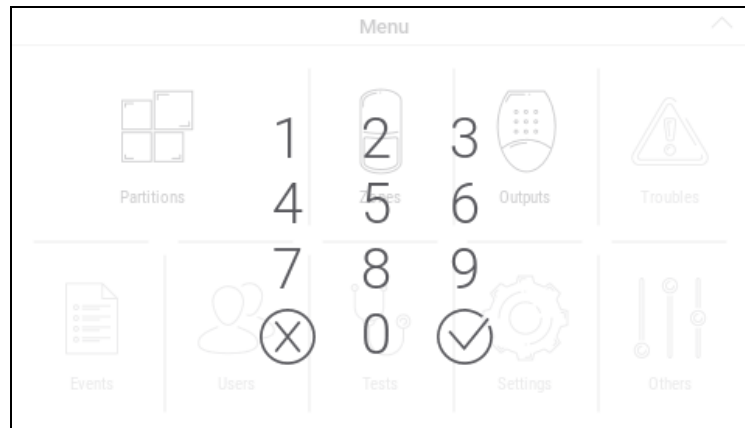 Menu
1 2 3
Partitions Zones Outputs Troubles
4 5 6
7 8 9
0
Events Users Tests Settings Others